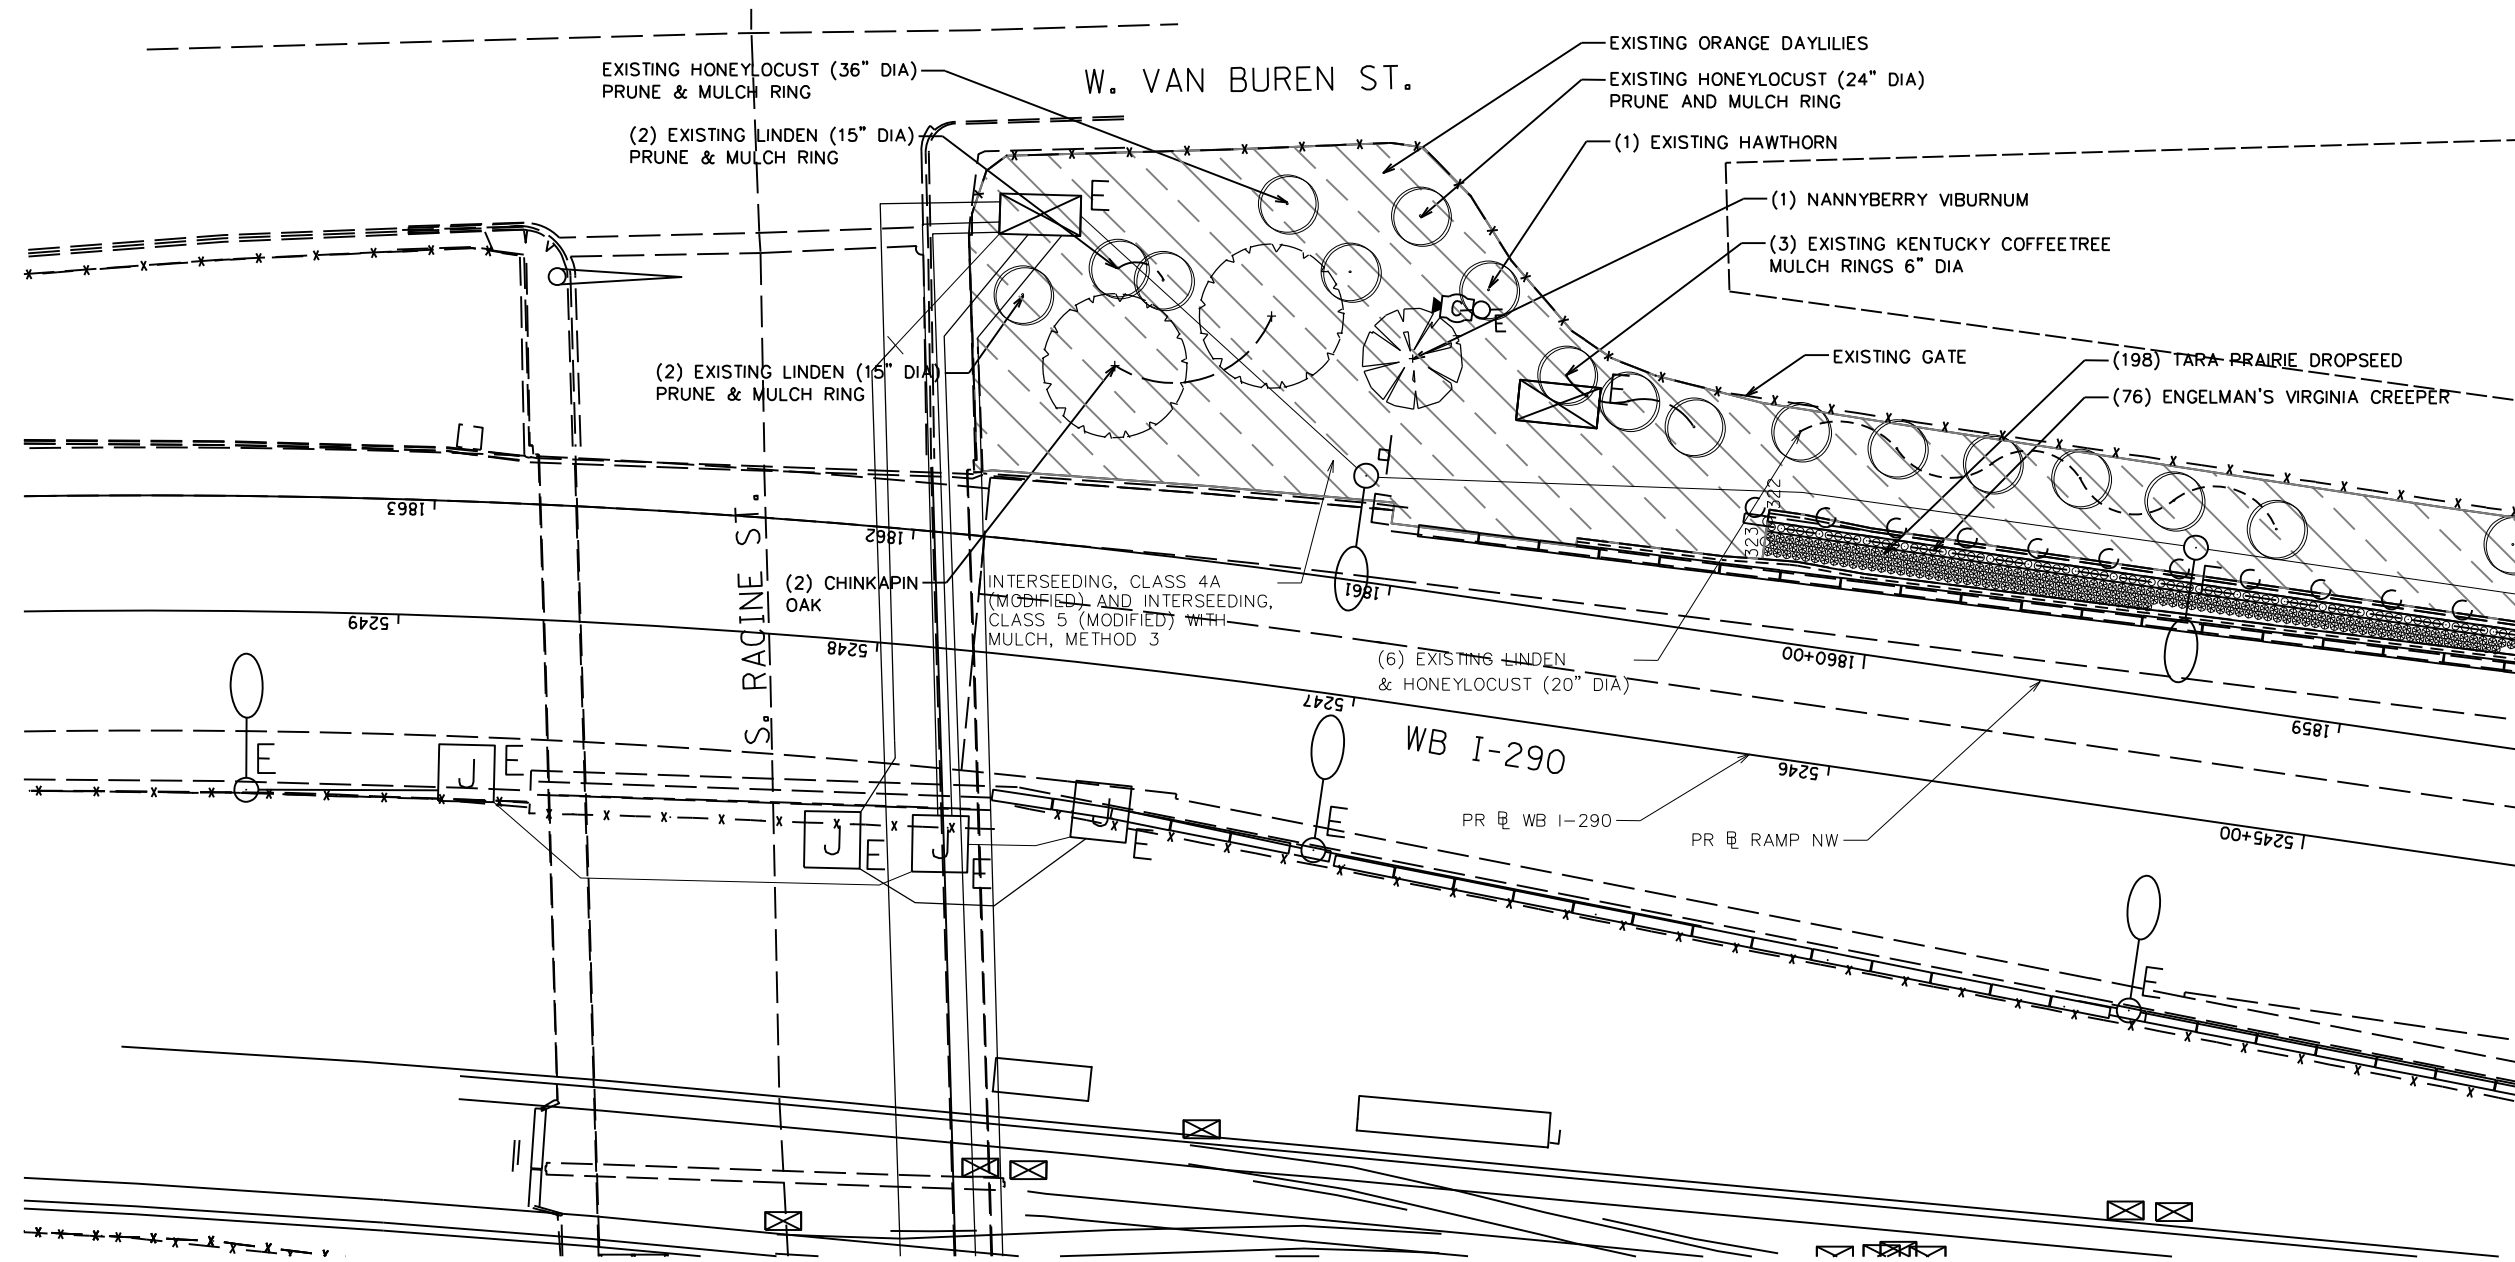 EXISTING HONEYLOCUST (36" DIA)
PRUNE & MULCH RING
W. VAN BUREN ST.
EXISTING ORANGE DAYLILIES
EXISTING HONEYLOCUST (24" DIA)
PRUNE AND MULCH RING
(2) EXISTING LINDEN (15" DIA)
PRUNE & MULCH RING
(1) EXISTING HAWTHORN
E
(1) NANNYBERRY VIBURNUM
(3) EXISTING KENTUCKY COFFEETREE
MULCH RINGS 6" DIA
G
E
EXISTING GATE
(198) TARA PRAIRIE DROPSEED
(76) ENGELMAN'S VIRGINIA CREEPER
(2) EXISTING LINDEN (15" DIA)
PRUNE & MULCH RING
E
E
322
323
1863
1862
1861
1860+00
1859
E
S. RACINE ST.
(2) CHINKAPIN
OAK
INTERSEEDING, CLASS 4A
(MODIFIED) AND INTERSEEDING,
CLASS 5 (MODIFIED) WITH
MULCH, METHOD 3
(6) EXISTING LINDEN
& HONEYLOCUST (20" DIA)
5249
5248
5247
5246
5245+00
WB I-290
PR BL WB I-290
PR BL RAMP NW
E
J
E
J
E
J
E
J
E
E
E